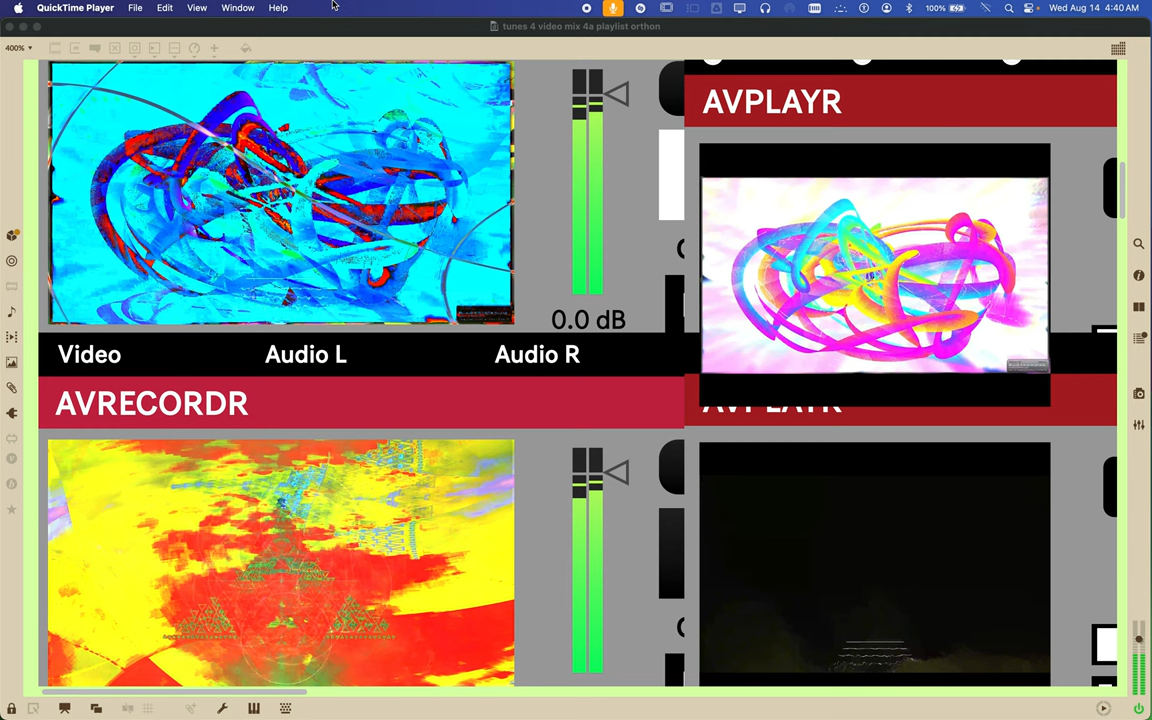 QuickTime Player File Edit View Window Help
100% Wed Aug 14 4:40 AM
tunes 4 video mix 4a playlist orthon
400%
AVPLAYR
0.0 dB
Video Audio L Audio R
AVRECORDR
AVPLAYR